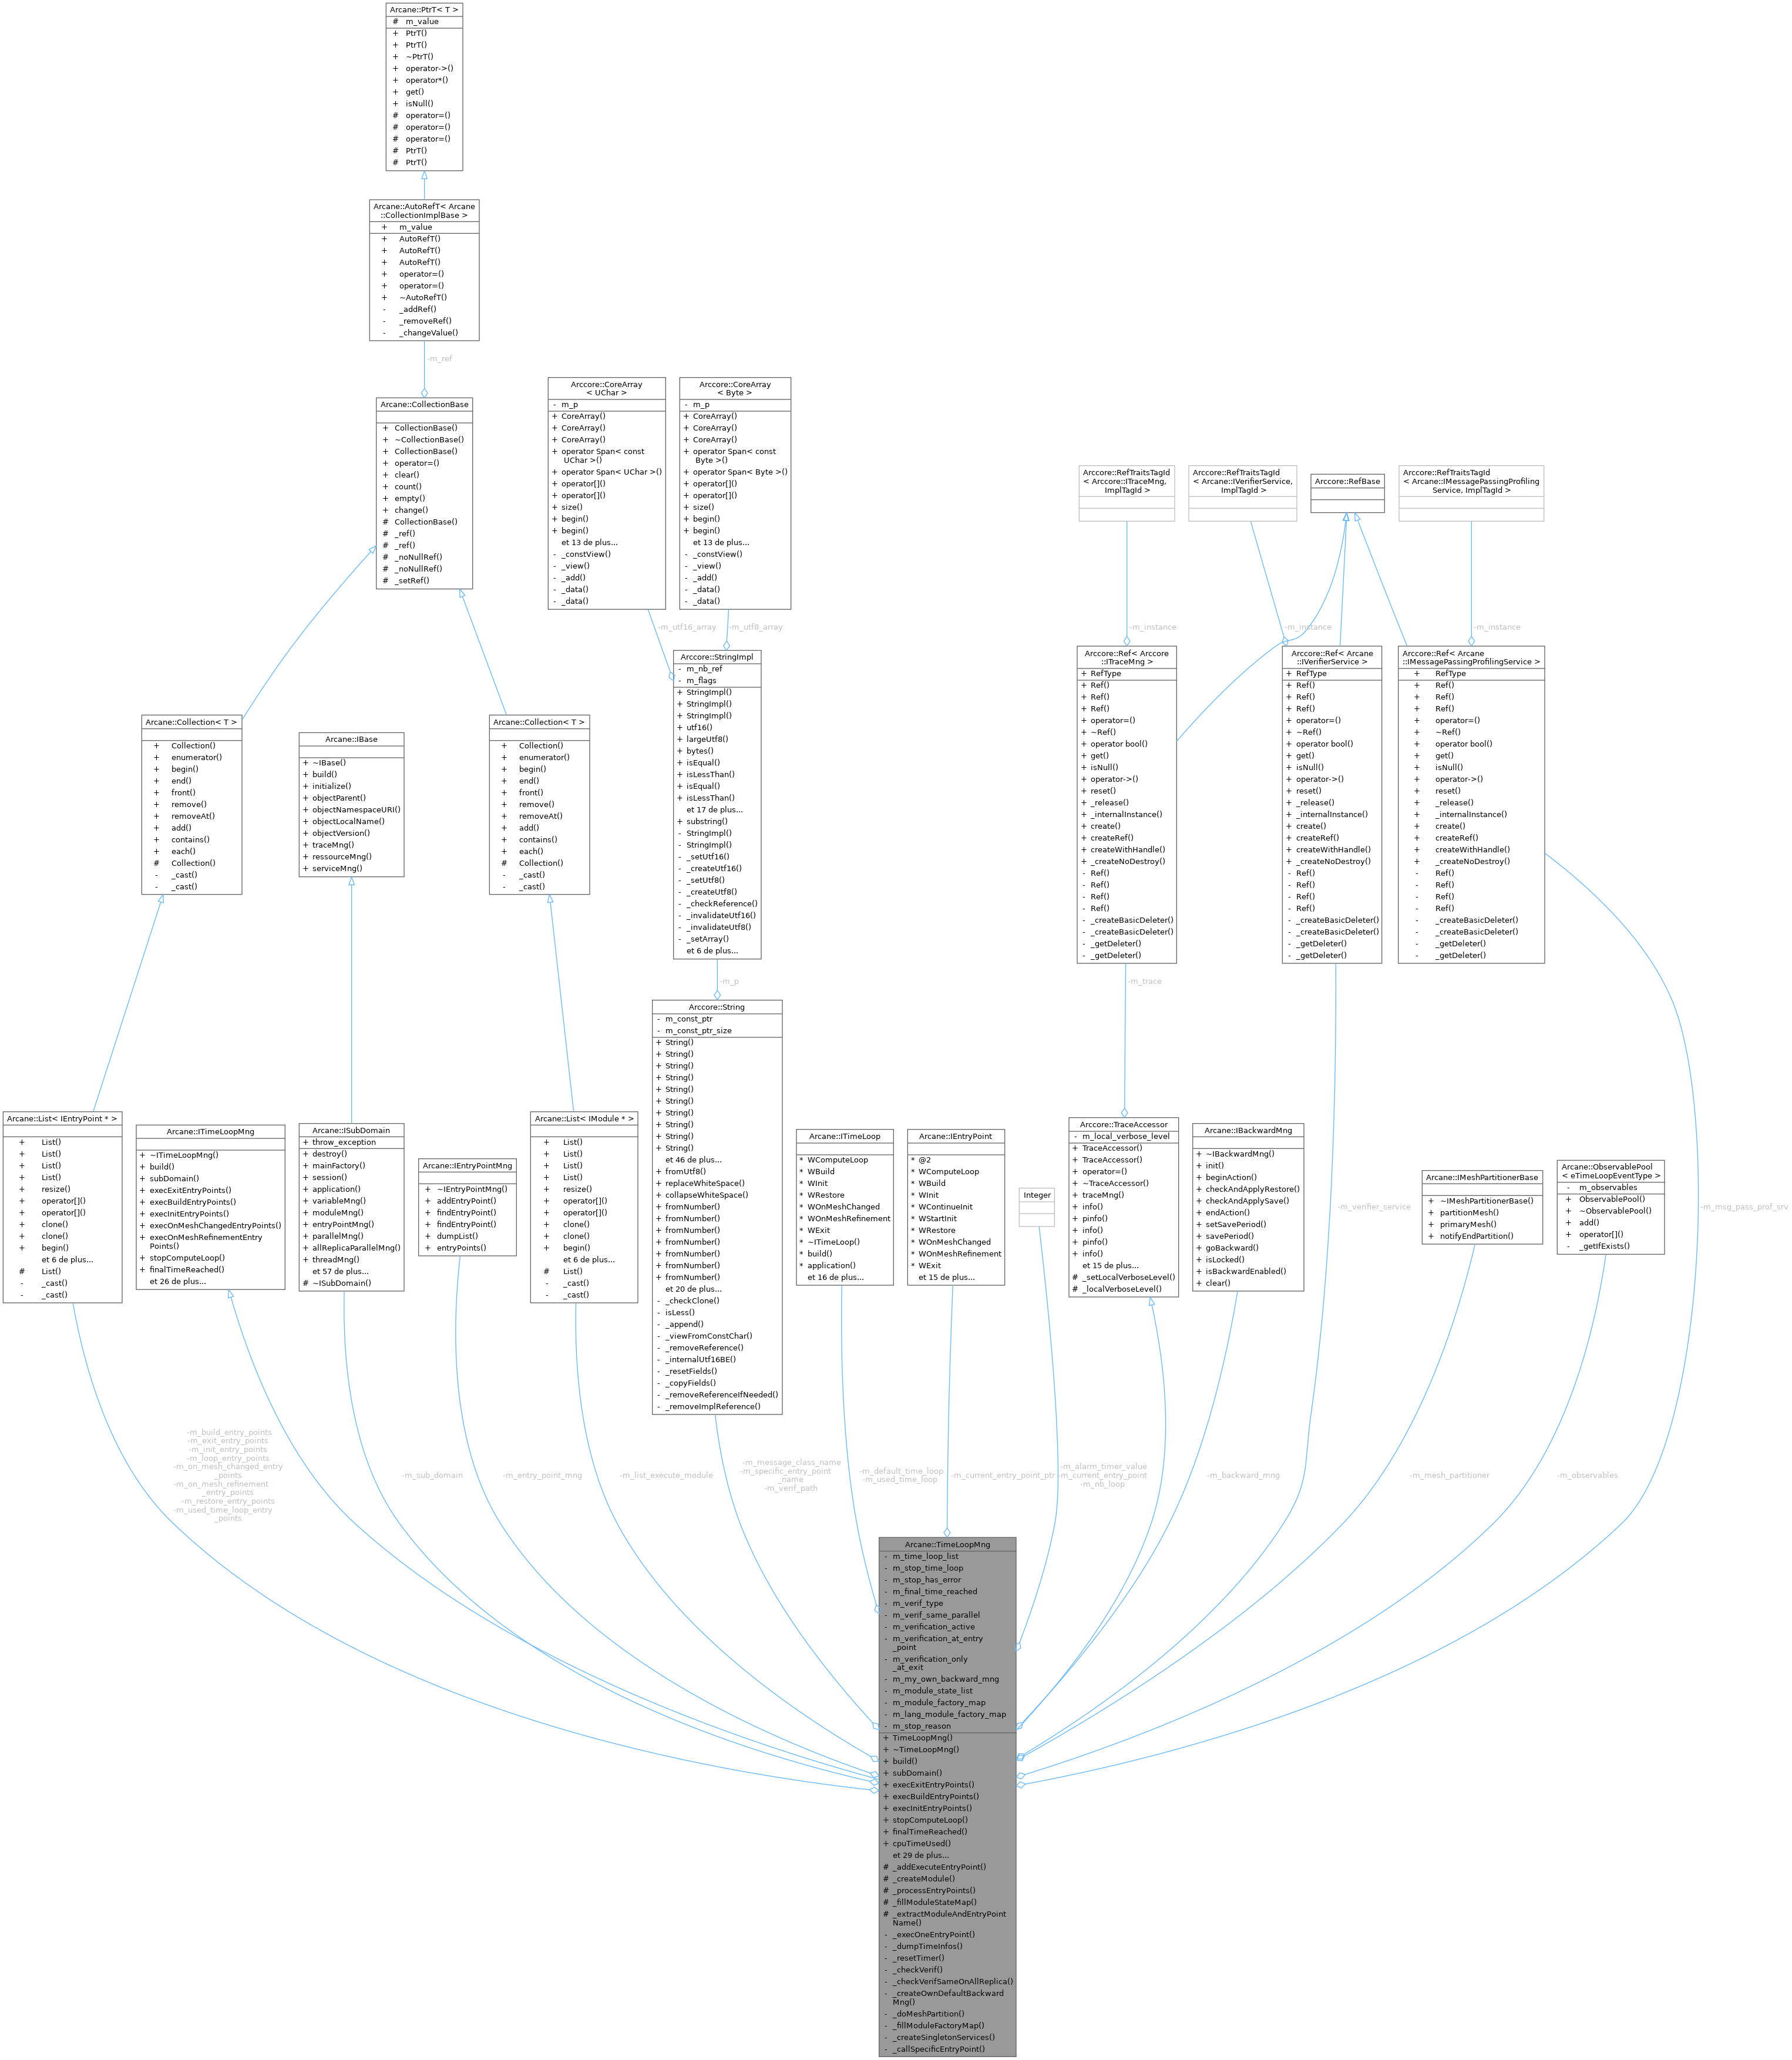 Arcane::PtrT< T >
# m_value
+ PtrT()
+ PtrT()
+ ~PtrT()
+ operator->()
+ operator*()
+ get()
+ isNull()
# operator=()
# operator=()
# operator=()
# PtrT()
# PtrT()
Arcane::AutoRefT< Arcane
::CollectionImplBase >
+ m_value
+ AutoRefT()
+ AutoRefT()
+ AutoRefT()
+ operator=()
+ operator=()
+ ~AutoRefT()
- _addRef()
- _removeRef()
- _changeValue()
-m_ref
Arcane::CollectionBase
+ CollectionBase()
+ ~CollectionBase()
+ CollectionBase()
+ operator=()
+ clear()
+ count()
+ empty()
+ change()
# CollectionBase()
# _ref()
# _ref()
# _noNullRef()
# _noNullRef()
# _setRef()
Arccore::CoreArray
< UChar >
- m_p
+ CoreArray()
+ CoreArray()
+ CoreArray()
+ operator Span< const
UChar >()
+ operator Span< UChar >()
+ operator[]()
+ operator[]()
+ size()
+ begin()
+ begin()
et 13 de plus...
- _constView()
- _view()
- _add()
- _data()
- _data()
Arccore::CoreArray
< Byte >
- m_p
+ CoreArray()
+ CoreArray()
+ CoreArray()
+ operator Span< const
Byte >()
+ operator Span< Byte >()
+ operator[]()
+ operator[]()
+ size()
+ begin()
+ begin()
et 13 de plus...
- _constView()
- _view()
- _add()
- _data()
- _data()
Arccore::RefTraitsTagId
< Arccore::ITraceMng,
ImplTagId >
Arccore::RefTraitsTagId
< Arcane::IVerifierService,
ImplTagId >
Arccore::RefBase
Arccore::RefTraitsTagId
< Arcane::IMessagePassingProfiling
Service, ImplTagId >
-m_utf16_array
-m_utf8_array
-m_instance
-m_instance
-m_instance
Arcane::Collection< T >
+ Collection()
+ enumerator()
+ begin()
+ end()
+ front()
+ remove()
+ removeAt()
+ add()
+ contains()
+ each()
# Collection()
- _cast()
- _cast()
Arcane::IBase
+ ~IBase()
+ build()
+ initialize()
+ objectParent()
+ objectNamespaceURI()
+ objectLocalName()
+ objectVersion()
+ traceMng()
+ ressourceMng()
+ serviceMng()
Arcane::Collection< T >
+ Collection()
+ enumerator()
+ begin()
+ end()
+ front()
+ remove()
+ removeAt()
+ add()
+ contains()
+ each()
# Collection()
- _cast()
- _cast()
Arccore::StringImpl
- m_nb_ref
- m_flags
+ StringImpl()
+ StringImpl()
+ StringImpl()
+ utf16()
+ largeUtf8()
+ bytes()
+ isEqual()
+ isLessThan()
+ isEqual()
+ isLessThan()
et 17 de plus...
+ substring()
- StringImpl()
- StringImpl()
- _setUtf16()
- _createUtf16()
- _setUtf8()
- _createUtf8()
- _checkReference()
- _invalidateUtf16()
- _invalidateUtf8()
- _setArray()
et 6 de plus...
Arccore::Ref< Arccore
::ITraceMng >
+ RefType
+ Ref()
+ Ref()
+ Ref()
+ operator=()
+ ~Ref()
+ operator bool()
+ get()
+ isNull()
+ operator->()
+ reset()
+ _release()
+ _internalInstance()
+ create()
+ createRef()
+ createWithHandle()
+ _createNoDestroy()
- Ref()
- Ref()
- Ref()
- Ref()
- _createBasicDeleter()
- _createBasicDeleter()
- _getDeleter()
- _getDeleter()
Arccore::Ref< Arcane
::IVerifierService >
+ RefType
+ Ref()
+ Ref()
+ Ref()
+ operator=()
+ ~Ref()
+ operator bool()
+ get()
+ isNull()
+ operator->()
+ reset()
+ _release()
+ _internalInstance()
+ create()
+ createRef()
+ createWithHandle()
+ _createNoDestroy()
- Ref()
- Ref()
- Ref()
- Ref()
- _createBasicDeleter()
- _createBasicDeleter()
- _getDeleter()
- _getDeleter()
Arccore::Ref< Arcane
::IMessagePassingProfilingService >
+ RefType
+ Ref()
+ Ref()
+ Ref()
+ operator=()
+ ~Ref()
+ operator bool()
+ get()
+ isNull()
+ operator->()
+ reset()
+ _release()
+ _internalInstance()
+ create()
+ createRef()
+ createWithHandle()
+ _createNoDestroy()
- Ref()
- Ref()
- Ref()
- Ref()
- _createBasicDeleter()
- _createBasicDeleter()
- _getDeleter()
- _getDeleter()
-m_p
-m_trace
Arcane::List< IEntryPoint * >
+ List()
+ List()
+ List()
+ List()
+ resize()
+ operator[]()
+ operator[]()
+ clone()
+ clone()
+ begin()
et 6 de plus...
# List()
- _cast()
- _cast()
Arcane::ITimeLoopMng
+ ~ITimeLoopMng()
+ build()
+ subDomain()
+ execExitEntryPoints()
+ execBuildEntryPoints()
+ execInitEntryPoints()
+ execOnMeshChangedEntryPoints()
+ execOnMeshRefinementEntry
Points()
+ stopComputeLoop()
+ finalTimeReached()
et 26 de plus...
Arcane::ISubDomain
+ throw_exception
+ destroy()
+ mainFactory()
+ session()
+ application()
+ variableMng()
+ moduleMng()
+ entryPointMng()
+ parallelMng()
+ allReplicaParallelMng()
+ threadMng()
et 57 de plus...
# ~ISubDomain()
Arcane::IEntryPointMng
+ ~IEntryPointMng()
+ addEntryPoint()
+ findEntryPoint()
+ findEntryPoint()
+ dumpList()
+ entryPoints()
Arcane::List< IModule * >
+ List()
+ List()
+ List()
+ List()
+ resize()
+ operator[]()
+ operator[]()
+ clone()
+ clone()
+ begin()
et 6 de plus...
# List()
- _cast()
- _cast()
Arccore::String
- m_const_ptr
- m_const_ptr_size
+ String()
+ String()
+ String()
+ String()
+ String()
+ String()
+ String()
+ String()
+ String()
+ String()
et 46 de plus...
+ fromUtf8()
+ replaceWhiteSpace()
+ collapseWhiteSpace()
+ fromNumber()
+ fromNumber()
+ fromNumber()
+ fromNumber()
+ fromNumber()
+ fromNumber()
+ fromNumber()
et 20 de plus...
- _checkClone()
- isLess()
- _append()
- _viewFromConstChar()
- _removeReference()
- _internalUtf16BE()
- _resetFields()
- _copyFields()
- _removeReferenceIfNeeded()
- _removeImplReference()
Arcane::ITimeLoop
* WComputeLoop
* WBuild
* WInit
* WRestore
* WOnMeshChanged
* WOnMeshRefinement
* WExit
* ~ITimeLoop()
* build()
* application()
et 16 de plus...
Arcane::IEntryPoint
* @2
* WComputeLoop
* WBuild
* WInit
* WContinueInit
* WStartInit
* WRestore
* WOnMeshChanged
* WOnMeshRefinement
* WExit
et 15 de plus...
Integer
Arccore::TraceAccessor
- m_local_verbose_level
+ TraceAccessor()
+ TraceAccessor()
+ operator=()
+ ~TraceAccessor()
+ traceMng()
+ info()
+ pinfo()
+ info()
+ pinfo()
+ info()
et 15 de plus...
# _setLocalVerboseLevel()
# _localVerboseLevel()
Arcane::IBackwardMng
+ ~IBackwardMng()
+ init()
+ beginAction()
+ checkAndApplyRestore()
+ checkAndApplySave()
+ endAction()
+ setSavePeriod()
+ savePeriod()
+ goBackward()
+ isLocked()
+ isBackwardEnabled()
+ clear()
-m_verifier_service
Arcane::IMeshPartitionerBase
+ ~IMeshPartitionerBase()
+ partitionMesh()
+ primaryMesh()
+ notifyEndPartition()
Arcane::ObservablePool
< eTimeLoopEventType >
- m_observables
+ ObservablePool()
+ ~ObservablePool()
+ add()
+ operator[]()
- _getIfExists()
-m_msg_pass_prof_srv
-m_build_entry_points
-m_exit_entry_points
-m_init_entry_points
-m_loop_entry_points
-m_on_mesh_changed_entry
_points
-m_on_mesh_refinement
_entry_points
-m_restore_entry_points
-m_used_time_loop_entry
_points
-m_sub_domain
-m_entry_point_mng
-m_list_execute_module
-m_message_class_name
-m_specific_entry_point
_name
-m_verif_path
-m_default_time_loop
-m_used_time_loop
-m_current_entry_point_ptr
-m_alarm_timer_value
-m_current_entry_point
-m_nb_loop
-m_backward_mng
-m_mesh_partitioner
-m_observables
Arcane::TimeLoopMng
- m_time_loop_list
- m_stop_time_loop
- m_stop_has_error
- m_final_time_reached
- m_verif_type
- m_verif_same_parallel
- m_verification_active
- m_verification_at_entry
_point
- m_verification_only
_at_exit
- m_my_own_backward_mng
- m_module_state_list
- m_module_factory_map
- m_lang_module_factory_map
- m_stop_reason
+ TimeLoopMng()
+ ~TimeLoopMng()
+ build()
+ subDomain()
+ execExitEntryPoints()
+ execBuildEntryPoints()
+ execInitEntryPoints()
+ stopComputeLoop()
+ finalTimeReached()
+ cpuTimeUsed()
et 29 de plus...
# _addExecuteEntryPoint()
# _createModule()
# _processEntryPoints()
# _fillModuleStateMap()
# _extractModuleAndEntryPoint
Name()
- _execOneEntryPoint()
- _dumpTimeInfos()
- _resetTimer()
- _checkVerif()
- _checkVerifSameOnAllReplica()
- _createOwnDefaultBackward
Mng()
- _doMeshPartition()
- _fillModuleFactoryMap()
- _createSingletonServices()
- _callSpecificEntryPoint()